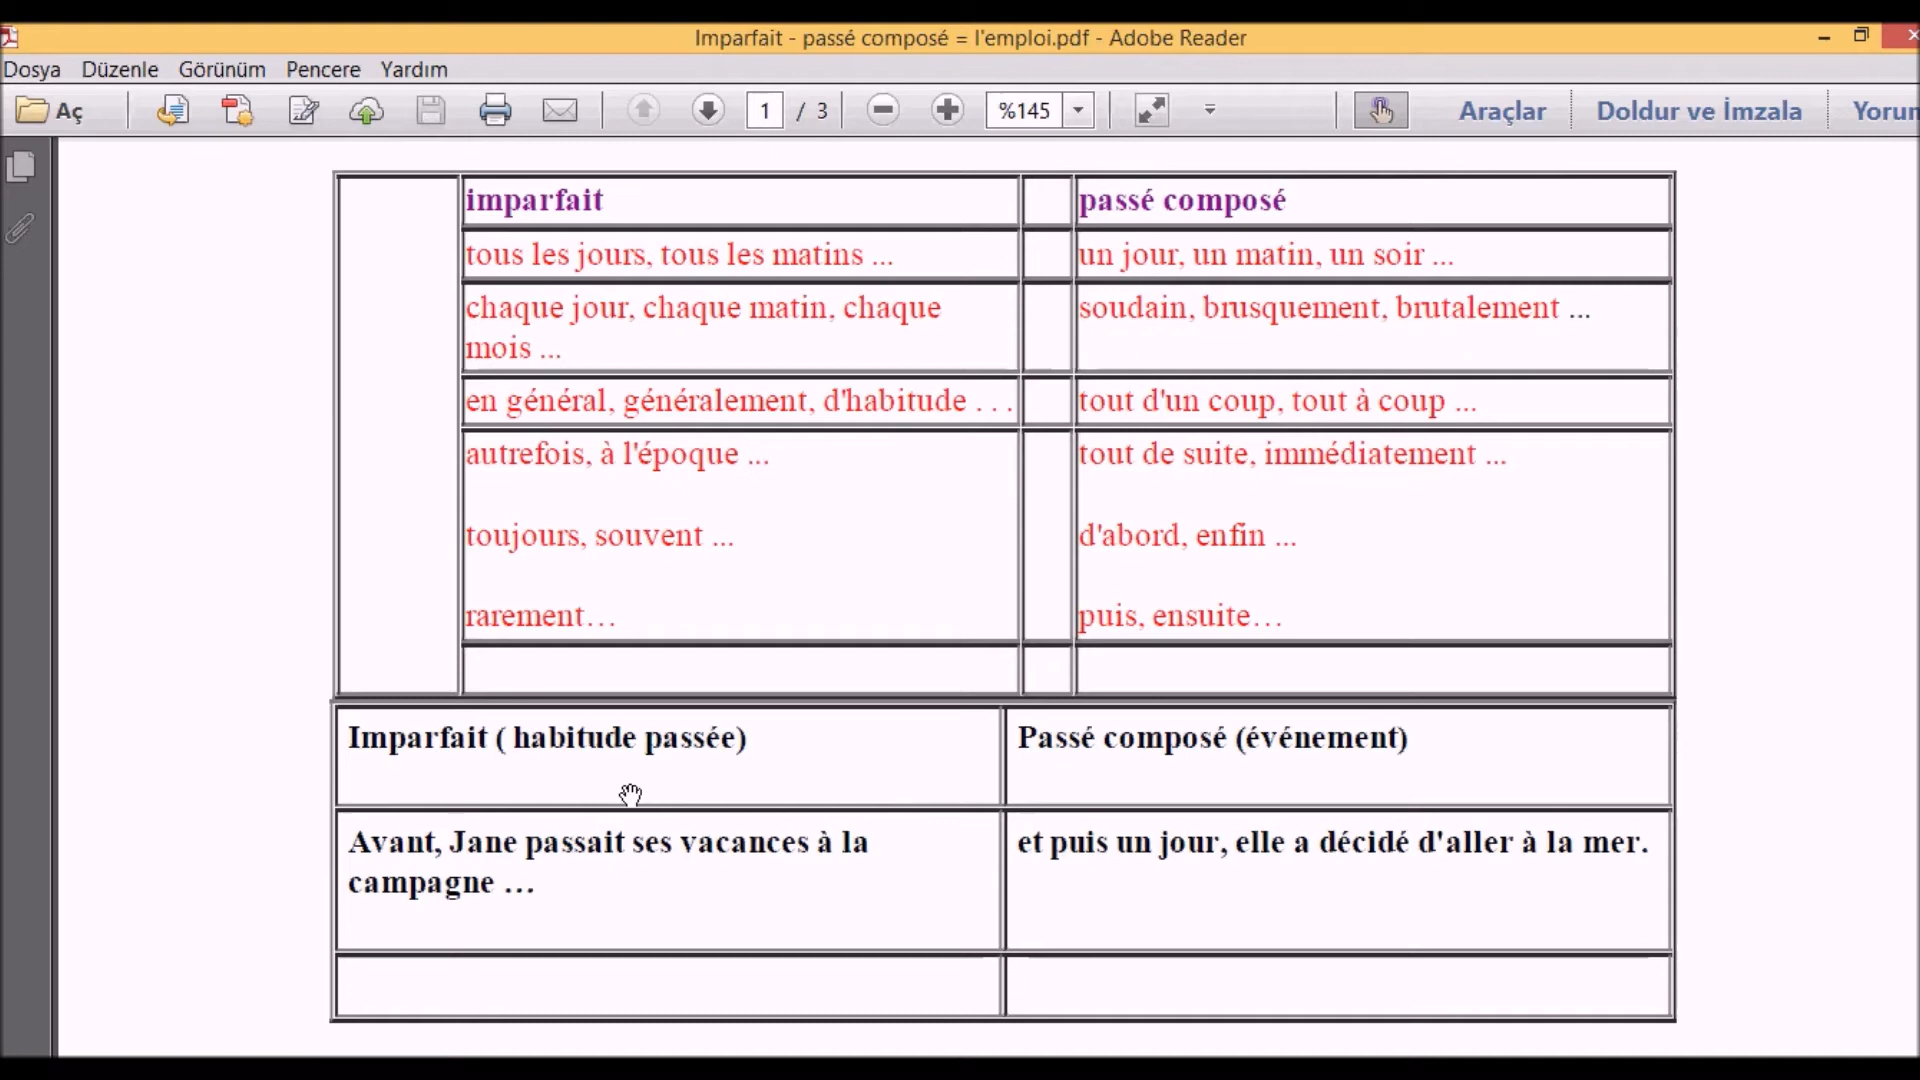 Imparfait - passé composé = l'emploi.pdf - Adobe Reader
Dosya Düzenle Görünüm Pencere Yardım
Aç 1 / 3 %145 Araçlar Doldur ve İmzala Yorum
imparfait passé composé
tous les jours, tous les matins ... un jour, un matin, un soir ...
chaque jour, chaque matin, chaque soudain, brusquement, brutalement ...
mois ...
en général, généralement, d'habitude . . . tout d'un coup, tout à coup ...
autrefois, à l'époque ... tout de suite, immédiatement ...
toujours, souvent ... d'abord, enfin ...
rarement… puis, ensuite…
Imparfait ( habitude passée) Passé composé (événement)
Avant, Jane passait ses vacances à la et puis un jour, elle a décidé d'aller à la mer.
campagne …